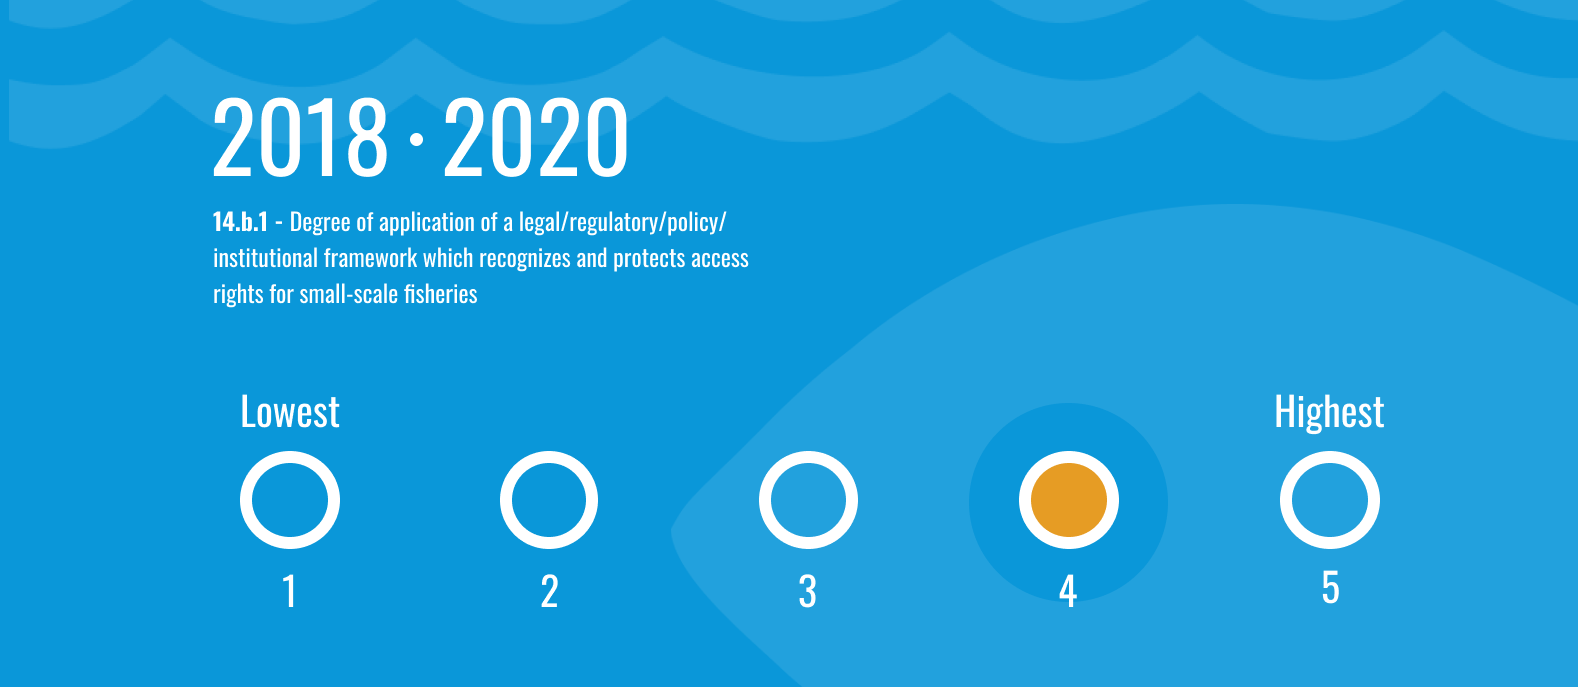 2018 · 2020
14.b.1 - Degree of application of a legal/regulatory/policy/
institutional framework which recognizes and protects access
rights for small-scale fisheries
Lowest
Highest
1 2 3 4 5